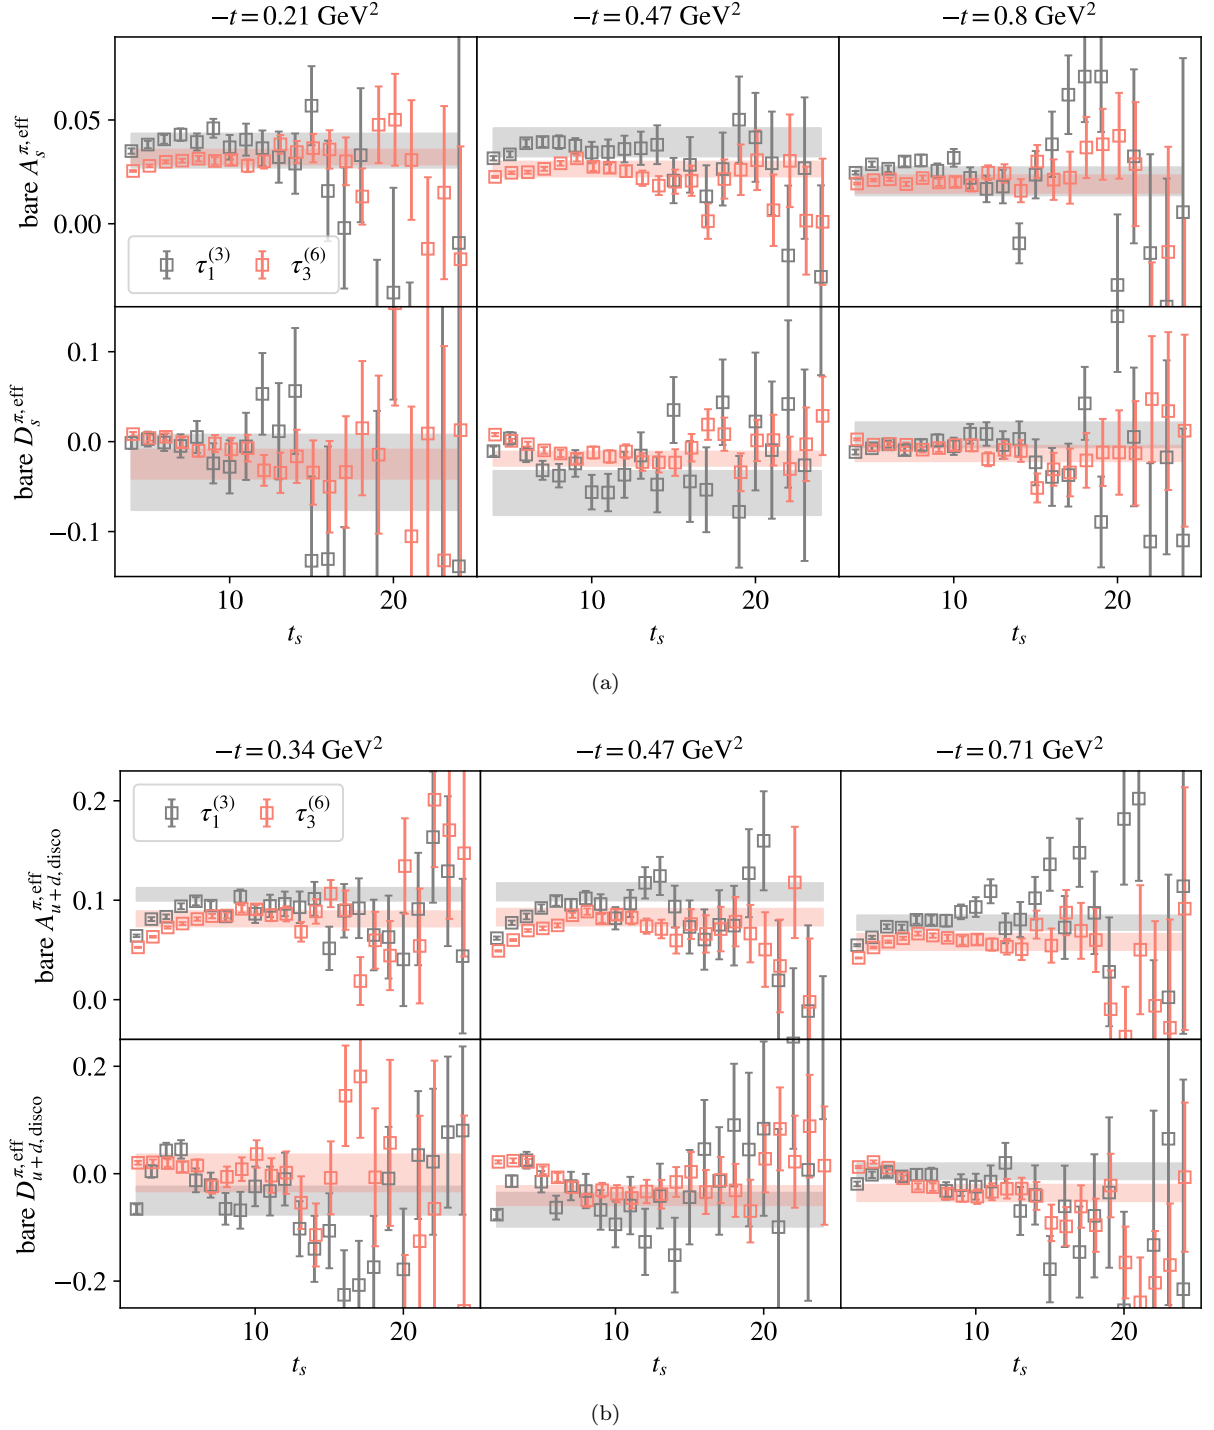 −t = 0.21 GeV² −t = 0.47 GeV² −t = 0.8 GeV²
bare A_s^{π,eff}
0.05
0.00
τ_1^{(3)} τ_3^{(6)}
bare D_s^{π,eff}
0.1
0.0
−0.1
10 20 10 20 10 20
t_s t_s t_s
(a)
−t = 0.34 GeV² −t = 0.47 GeV² −t = 0.71 GeV²
bare A_{u+d,disco}^{π,eff}
0.2
0.1
0.0
τ_1^{(3)} τ_3^{(6)}
bare D_{u+d,disco}^{π,eff}
0.2
0.0
−0.2
10 20 10 20 10 20
t_s t_s t_s
(b)